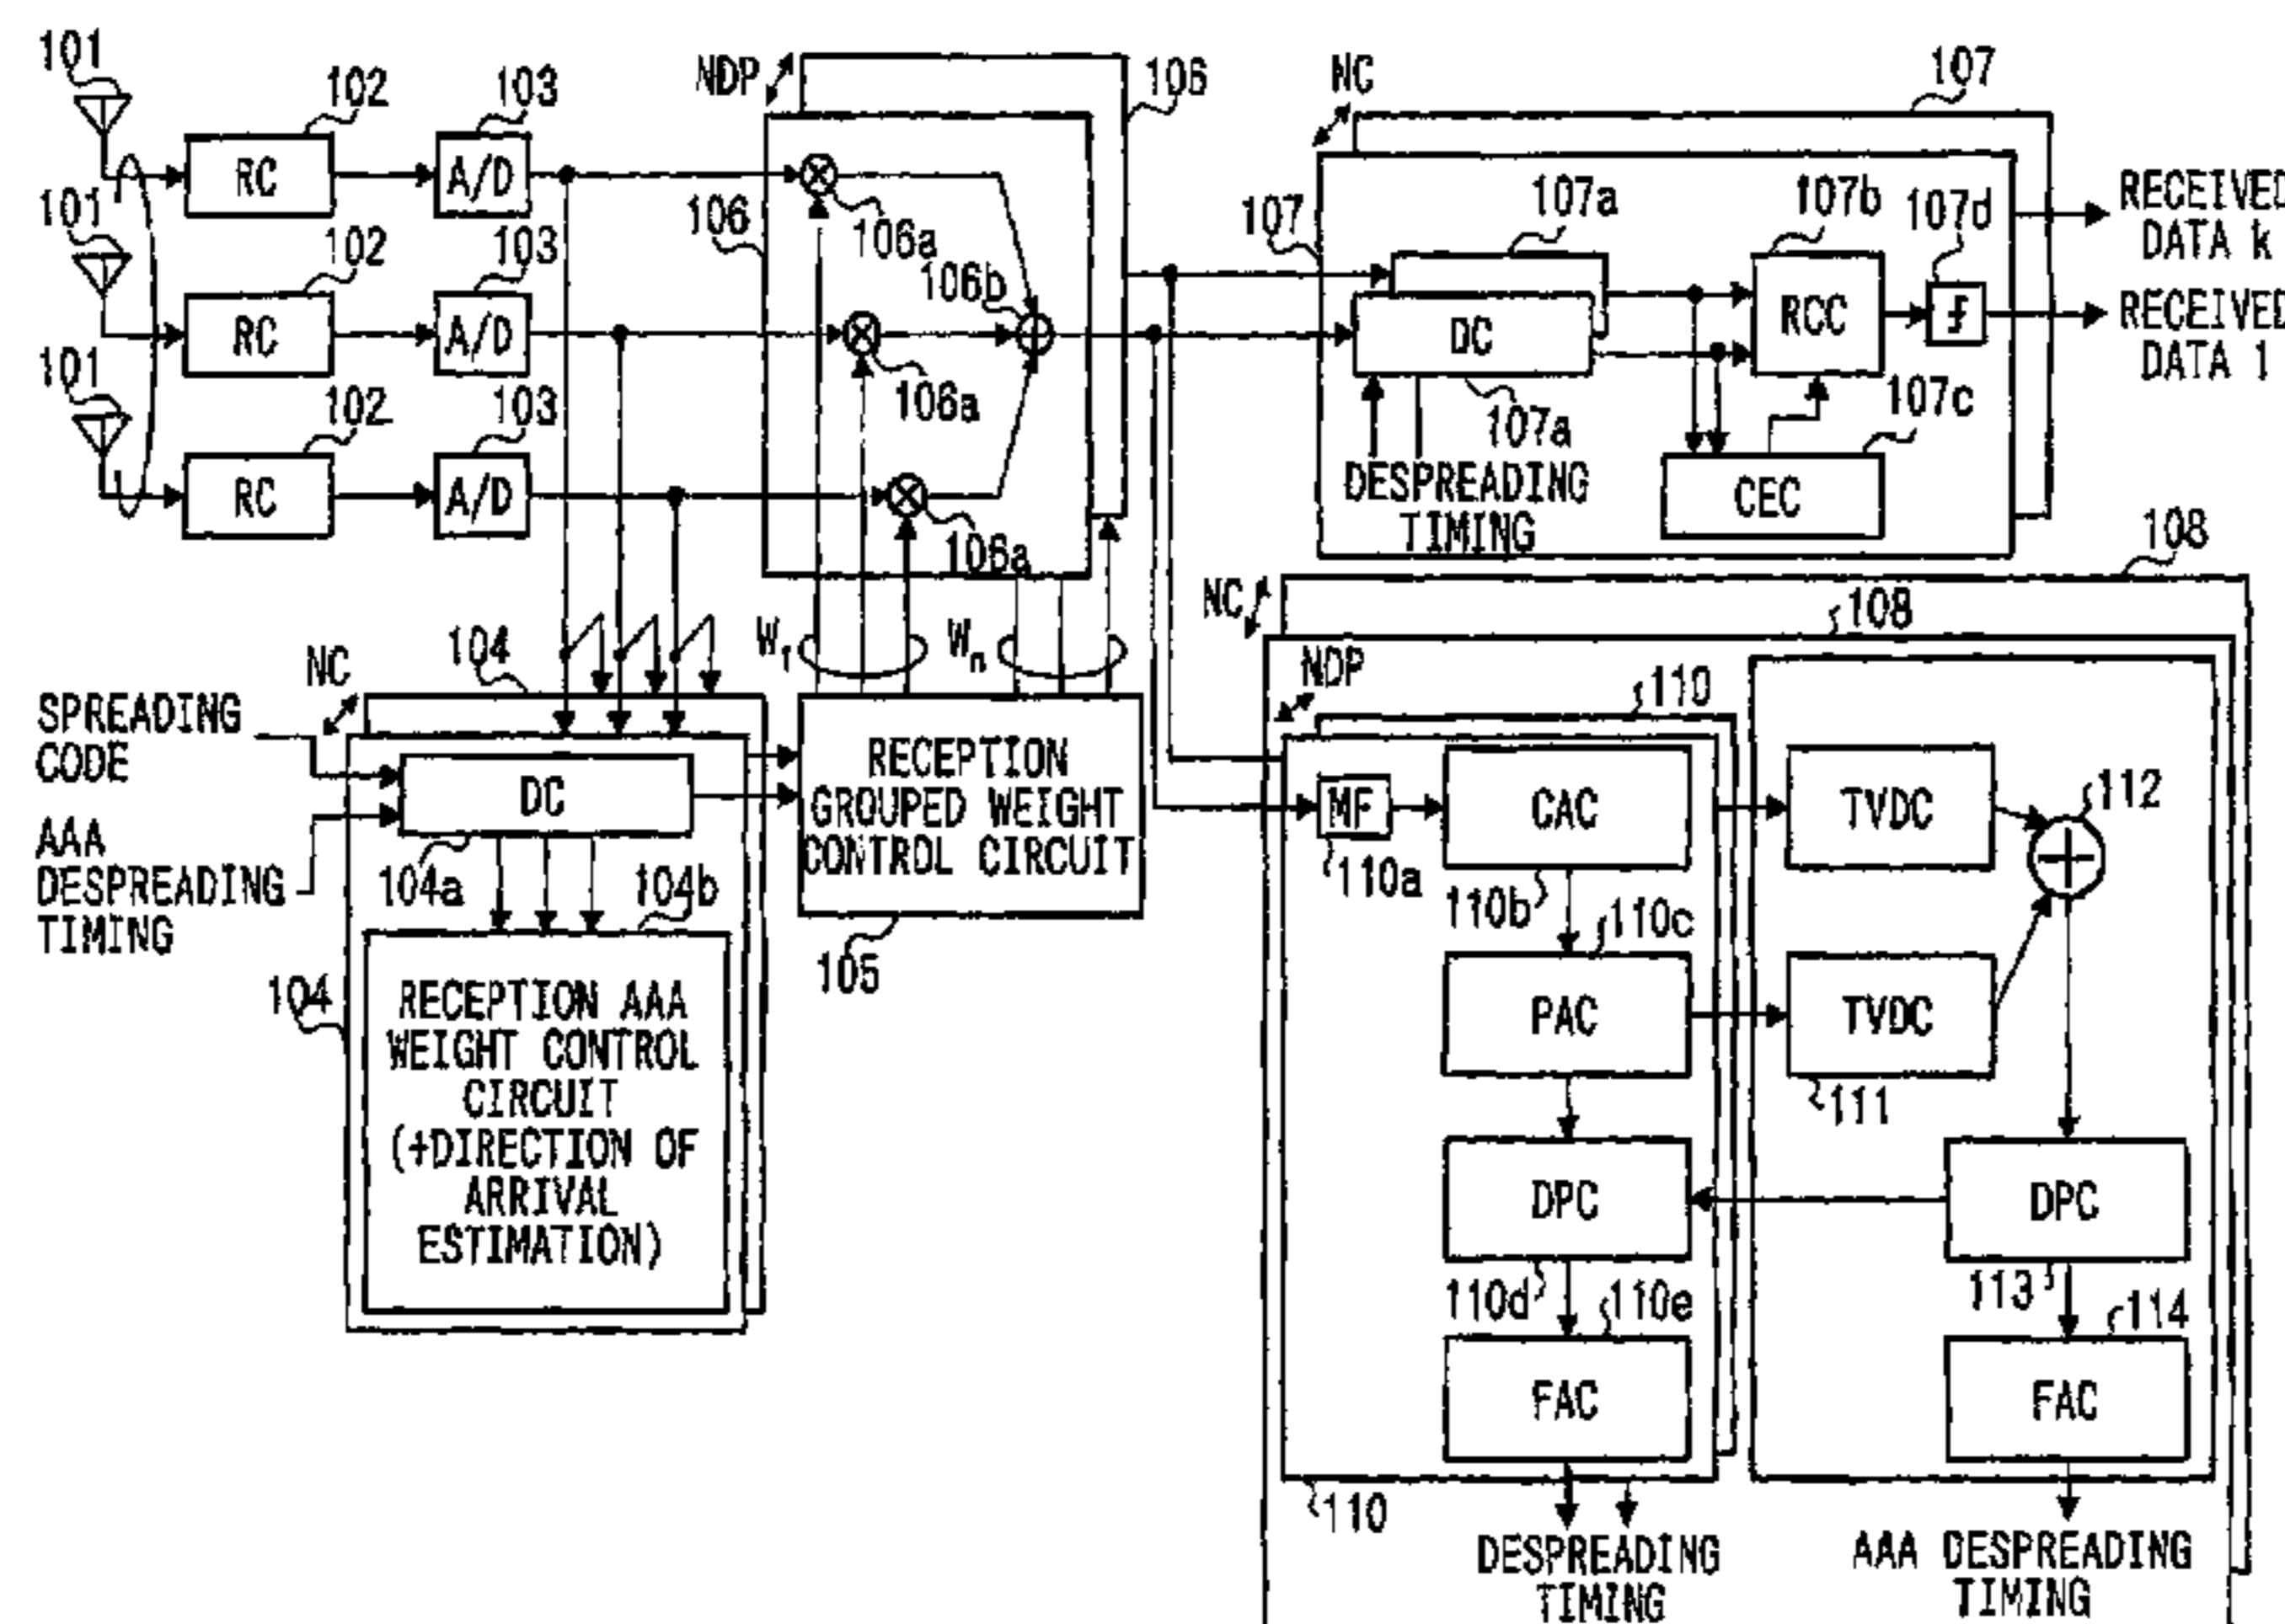 101
102
103
NDP
106
NC
107
RC
A/D
RECEIVED
DATA k
101
102
103
106
106a
107
107a
107b
107d
RC
A/D
106b
DC
RCC
RECEIVED
DATA 1
101
102
103
106a
107a
107c
RC
A/D
106a
DESPREADING
TIMING
CEC
108
NC
108
W1
Wn
NC
104
NDP
110
SPREADING
CODE
DC
RECEPTION
GROUPED WEIGHT
CONTROL CIRCUIT
MF
CAC
TVDC
112
AAA
DESPREADING
TIMING
104a
104b
110a
110b
110c
105
104
RECEPTION AAA
WEIGHT CONTROL
CIRCUIT
(+DIRECTION OF
ARRIVAL
ESTIMATION)
PAC
TVDC
111
DPC
DPC
110d
110e
113
114
FAC
FAC
110
DESPREADING
TIMING
AAA DESPREADING
TIMING